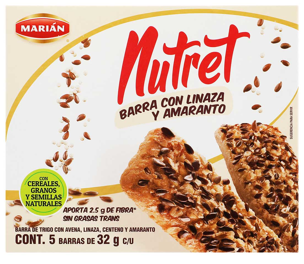 MARIÁN
Nutret
BARRA CON LINAZA
Y AMARANTO
CON
CEREALES,
GRANOS
Y SEMILLAS
NATURALES
APORTA 2.5 g DE FIBRA*
SIN GRASAS TRANS
BARRA DE TRIGO CON AVENA, LINAZA, CENTENO Y AMARANTO
CONT. 5 BARRAS DE 32 g C/U